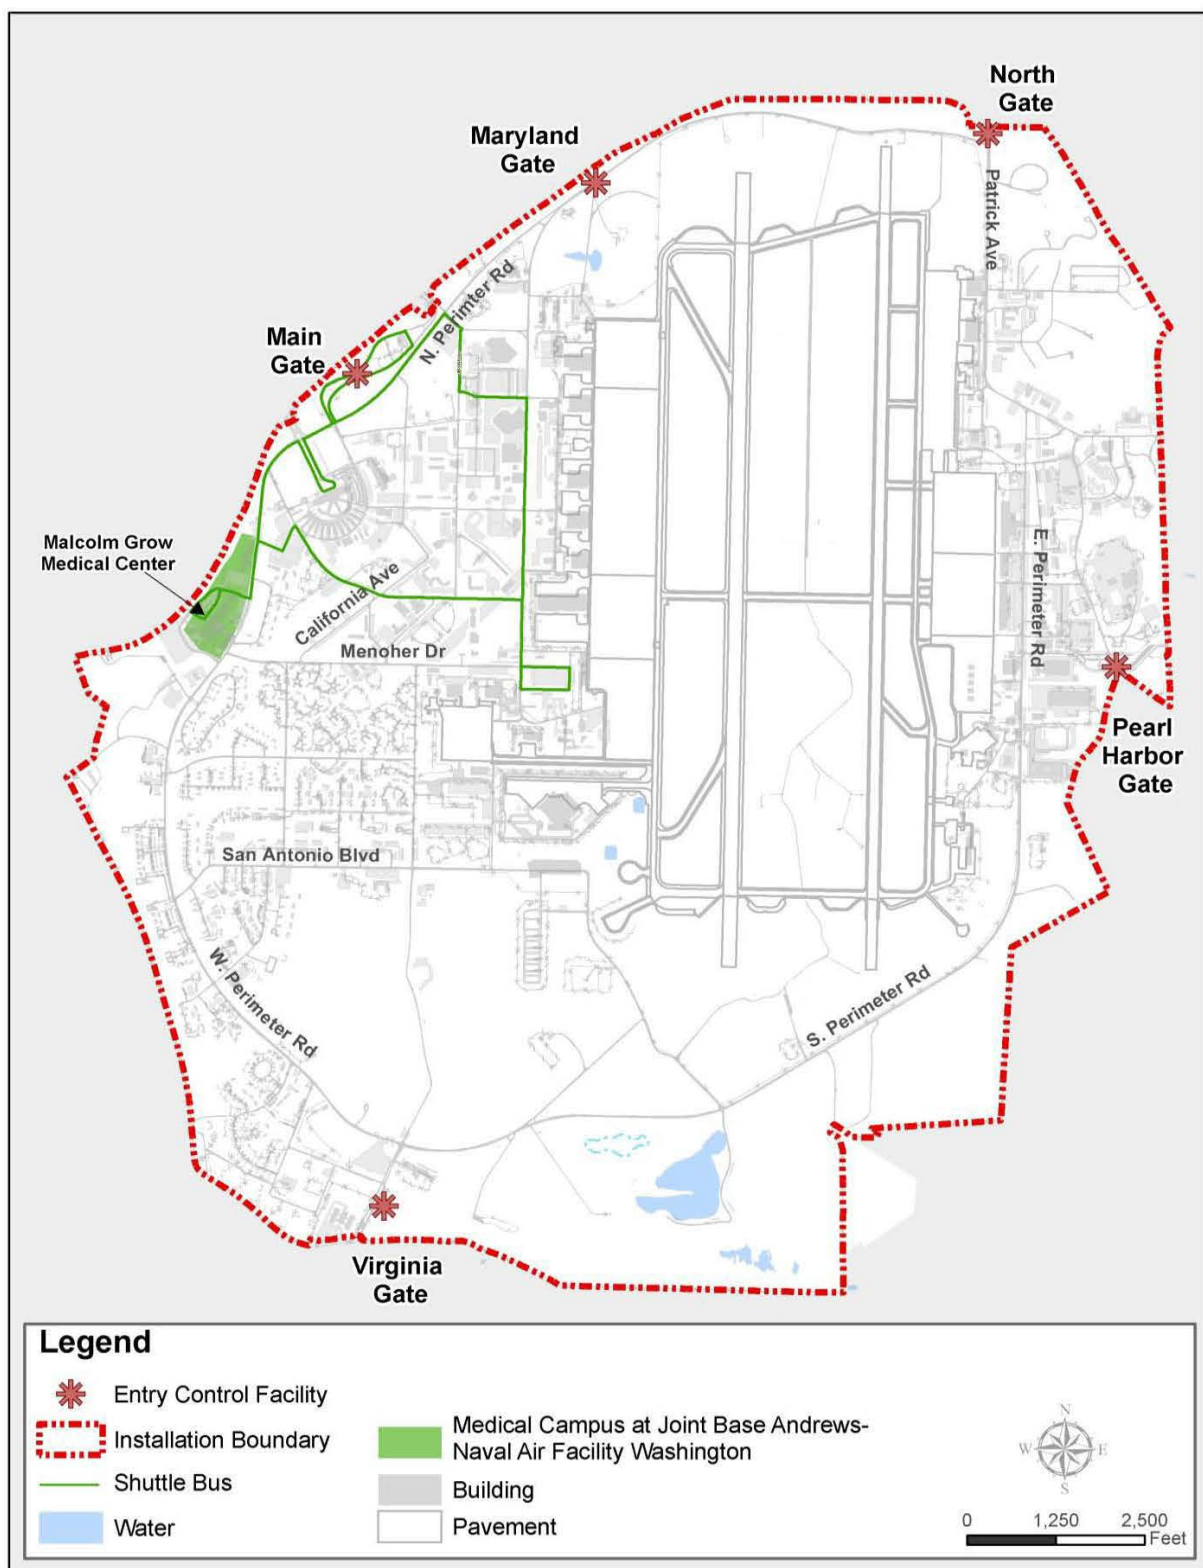 North
Gate
Maryland
Gate
Patrick Ave
N. Perimter Rd
Main
Gate
Malcolm Grow
Medical Center
California Ave
E. Perimeter Rd
Menoher Dr
Pearl
Harbor
Gate
San Antonio Blvd
W. Perimeter Rd
S. Perimeter Rd
Virginia
Gate
Legend
Entry Control Facility
Installation Boundary
Shuttle Bus
Water
Medical Campus at Joint Base Andrews-
Naval Air Facility Washington
Building
Pavement
N
W E
S
0 1,250 2,500
Feet